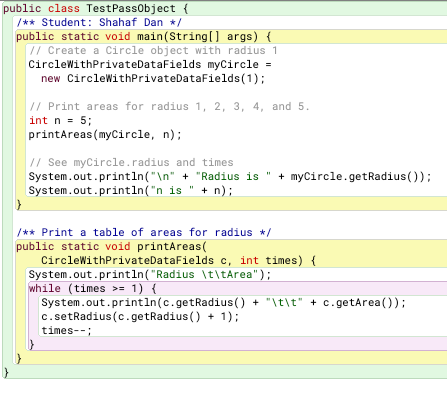 public class TestPassObject {
/** Student: Shahaf Dan */
public static void main(String[] args) {
// Create a Circle object with radius 1
CircleWithPrivateDataFields myCircle =
new CircleWithPrivateDataFields(1);
// Print areas for radius 1, 2, 3, 4, and 5.
int n = 5;
printAreas(myCircle, n);
// See myCircle.radius and times
System.out.println("\n" + "Radius is " + myCircle.getRadius());
System.out.println("n is " + n);
}
/** Print a table of areas for radius */
public static void printAreas(
CircleWithPrivateDataFields c, int times) {
System.out.println("Radius \t\tArea");
while (times >= 1) {
System.out.println(c.getRadius() + "\t\t" + c.getArea());
c.setRadius(c.getRadius() + 1);
times--;
}
}
}